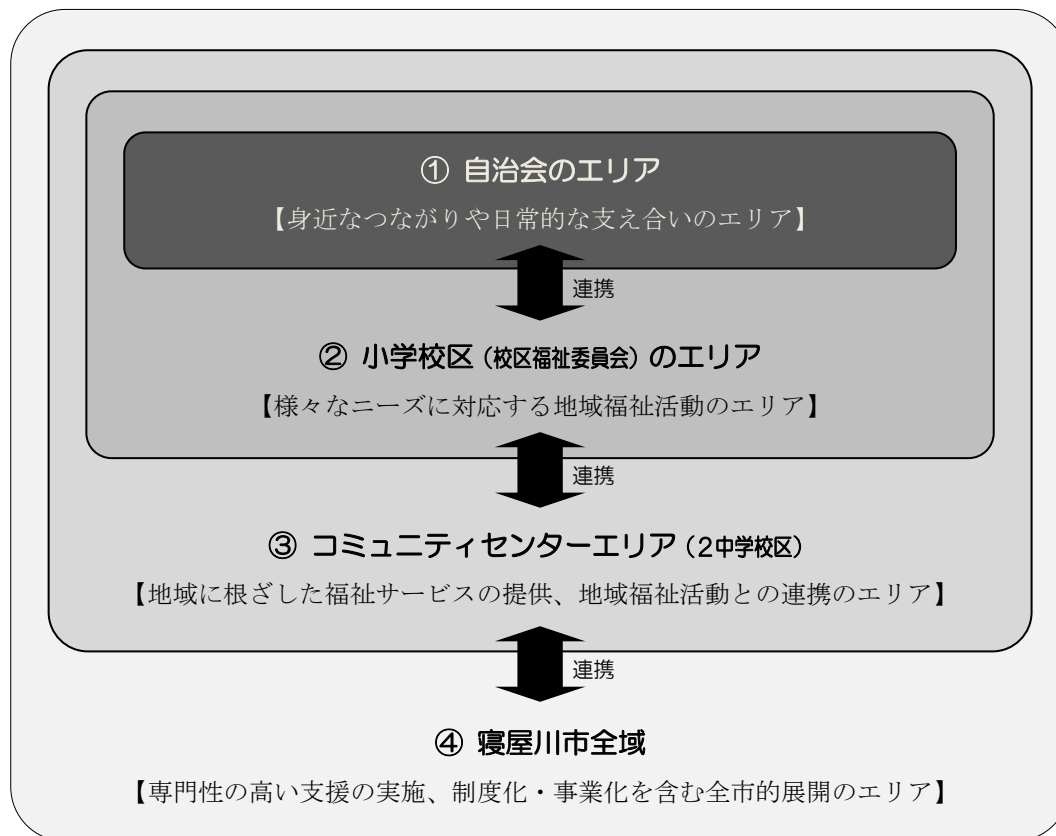 ① 自治会のエリア
【身近なつながりや日常的な支え合いのエリア】
連携
② 小学校区（校区福祉委員会）のエリア
【様々なニーズに対応する地域福祉活動のエリア】
連携
③ コミュニティセンターエリア（２中学校区）
【地域に根ざした福祉サービスの提供、地域福祉活動との連携のエリア】
連携
④ 寝屋川市全域
【専門性の高い支援の実施、制度化・事業化を含む全市的展開のエリア】